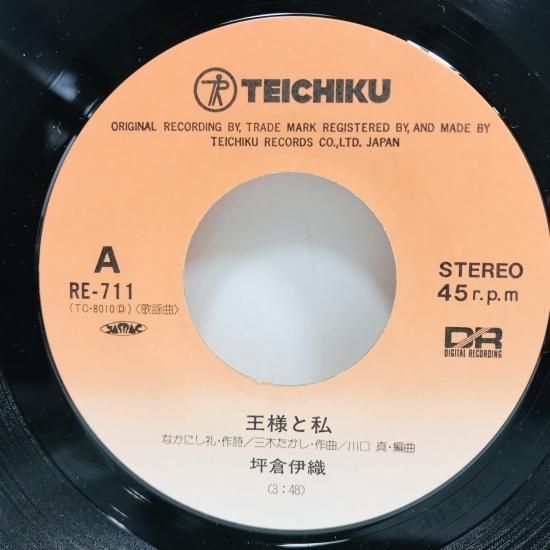 TEICHIKU
ORIGINAL RECORDING BY, TRADE MARK REGISTERED BY, AND MADE BY
TEICHIKU RECORDS CO.,LTD. JAPAN
A
RE-711
(TC-8010Ⓓ)〈歌謡曲〉
JASRAC
STEREO
45 r.p.m
DR
DIGITAL RECORDING
王様と私
なかにし礼・作詩/三木たかし・作曲/川口 真・編曲
坪倉伊織
(3:48)